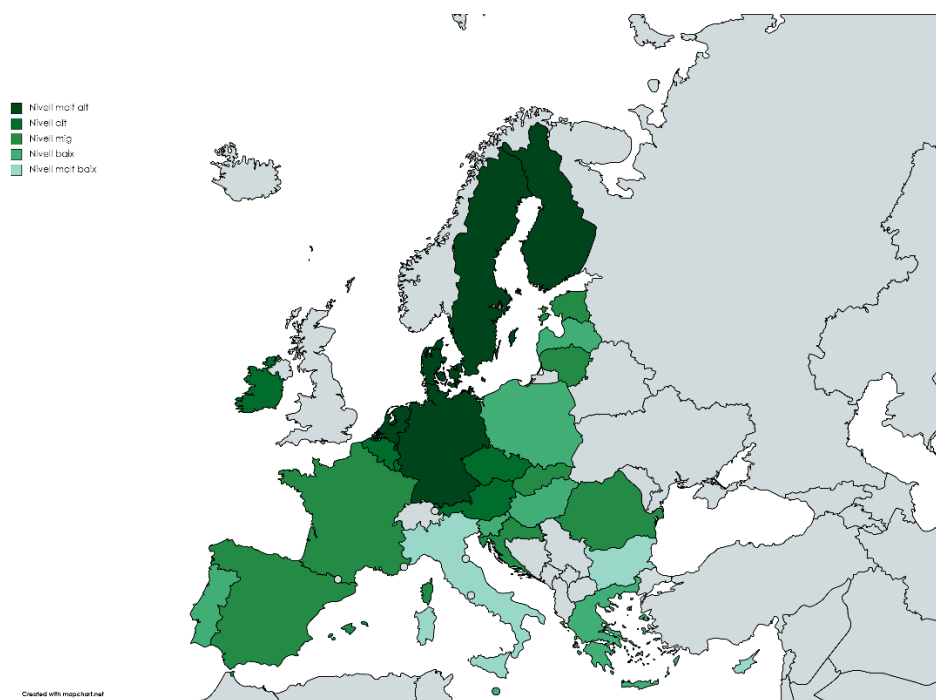 Nivell molt alt
Nivell alt
Nivell mig
Nivell baix
Nivell molt baix
Created with mapchart.net